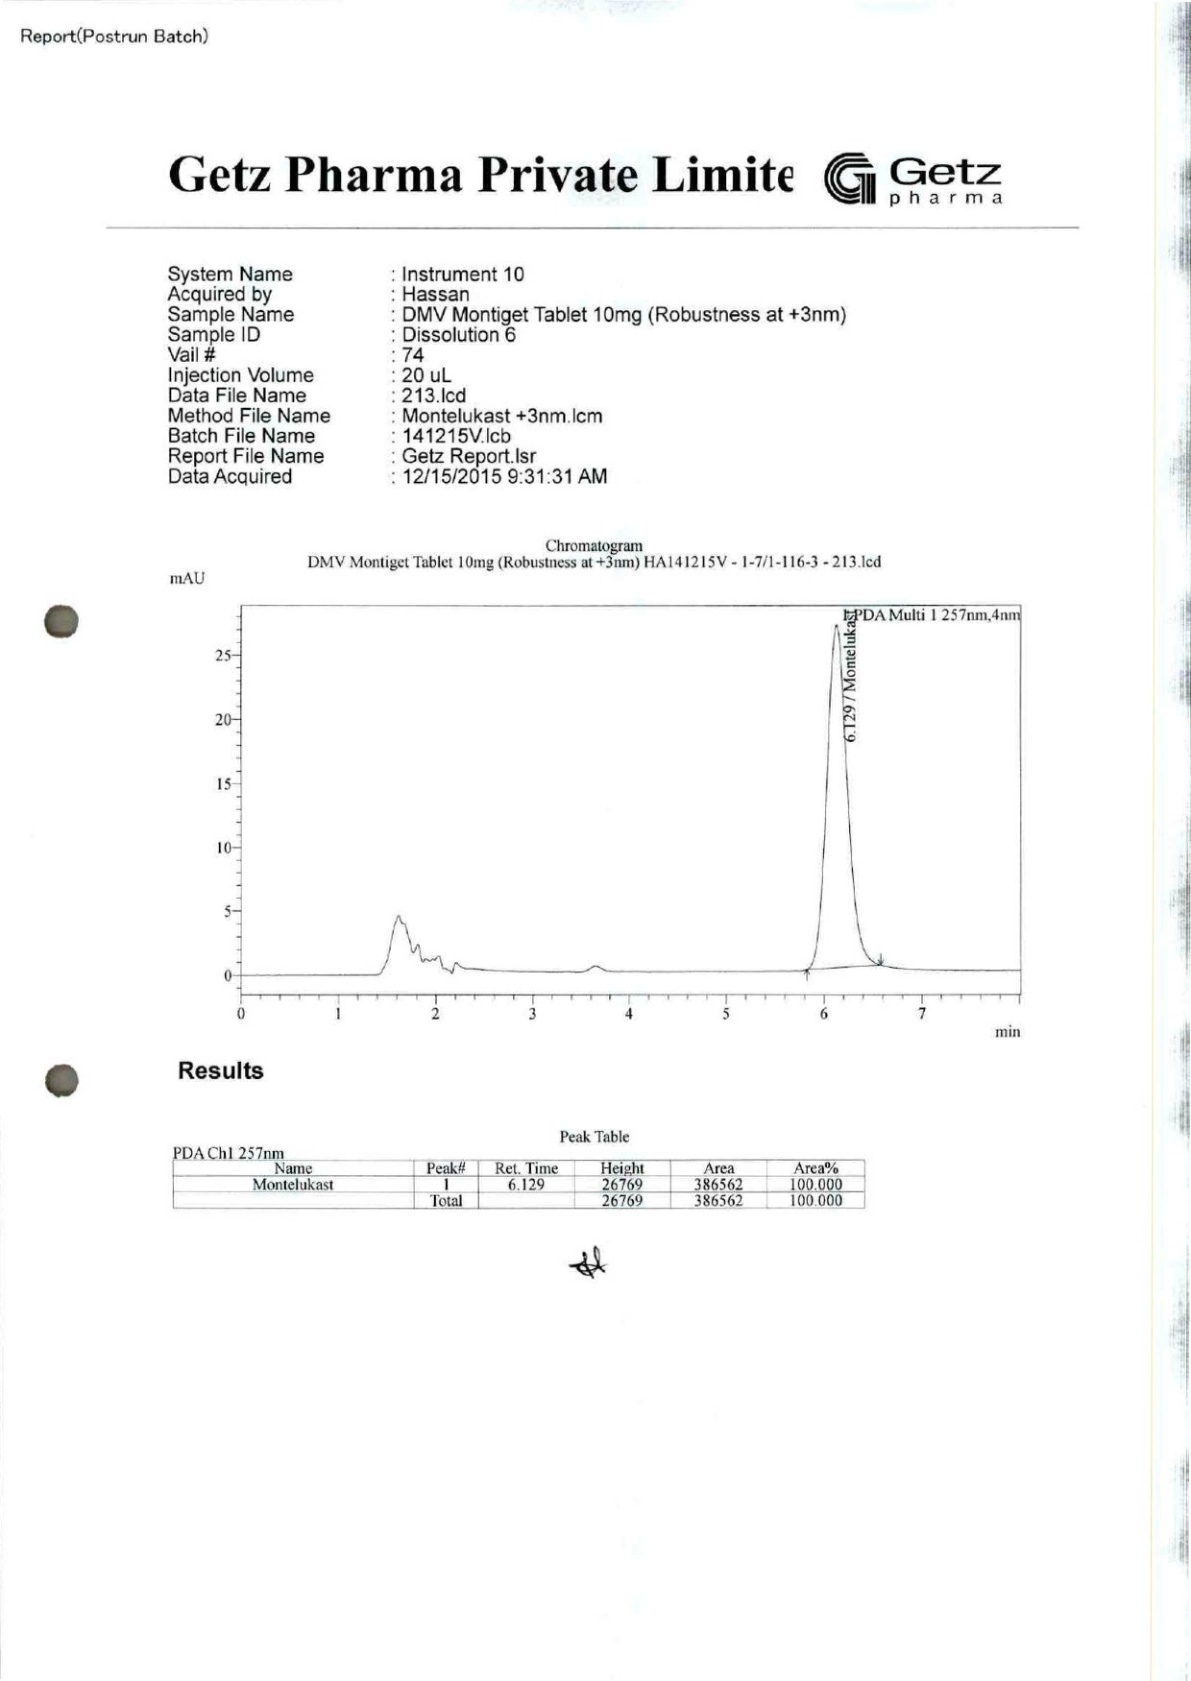 Report(Postrun Batch)
Getz Pharma Private Limite
Getz
pharma
System Name : Instrument 10
Acquired by : Hassan
Sample Name : DMV Montiget Tablet 10mg (Robustness at +3nm)
Sample ID : Dissolution 6
Vail # : 74
Injection Volume : 20 uL
Data File Name : 213.lcd
Method File Name : Montelukast +3nm.lcm
Batch File Name : 141215V.lcb
Report File Name : Getz Report.lsr
Data Acquired : 12/15/2015 9:31:31 AM
Chromatogram
DMV Montiget Tablet 10mg (Robustness at +3nm) HA141215V - 1-7/1-116-3 - 213.lcd
mAU
PDA Multi 1 257nm,4nm
6.129 / Montelukast
25
20
15
10
5
0
0 1 2 3 4 5 6 7
min
Results
Peak Table
PDA Ch1 257nm
Name Peak# Ret. Time Height Area Area%
Montelukast 1 6.129 26769 386562 100.000
Total 26769 386562 100.000